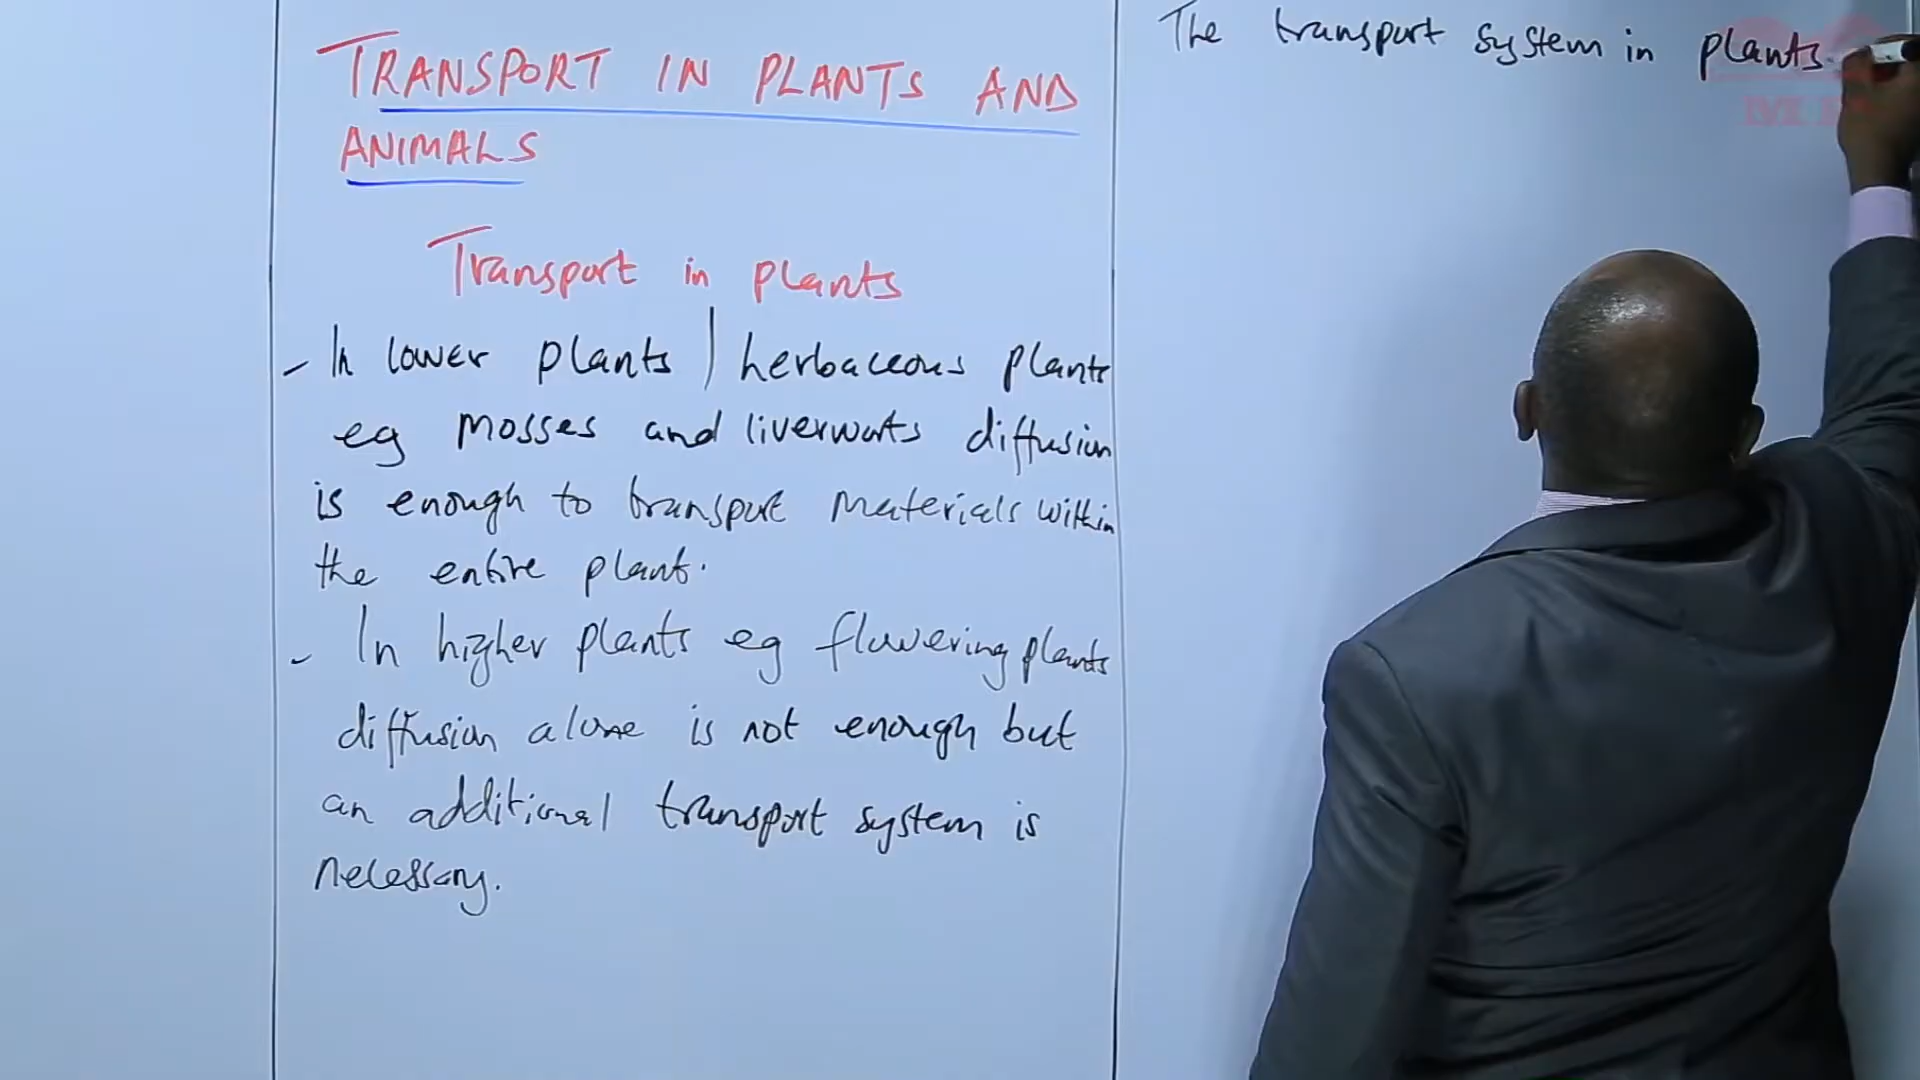 TRANSPORT IN PLANTS AND
ANIMALS
Transport in plants
- In lower plants / herbaceous plants
eg mosses and liverworts diffusion
is enough to transport materials within
the entire plant.
- In higher plants eg flowering plants
diffusion alone is not enough but
an additional transport system is
necessary.
The transport system in plants